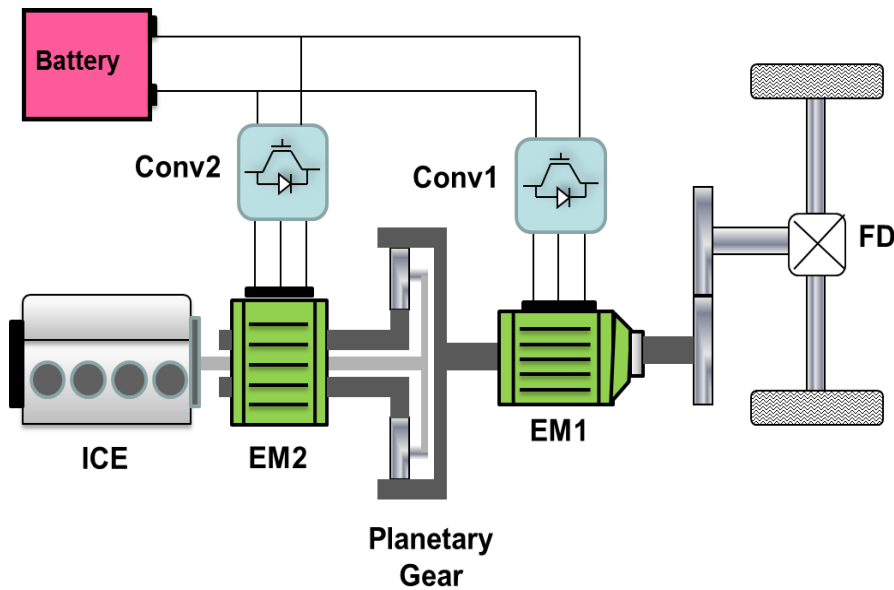 Battery
Conv2
Conv1
FD
ICE
EM2
EM1
Planetary
Gear